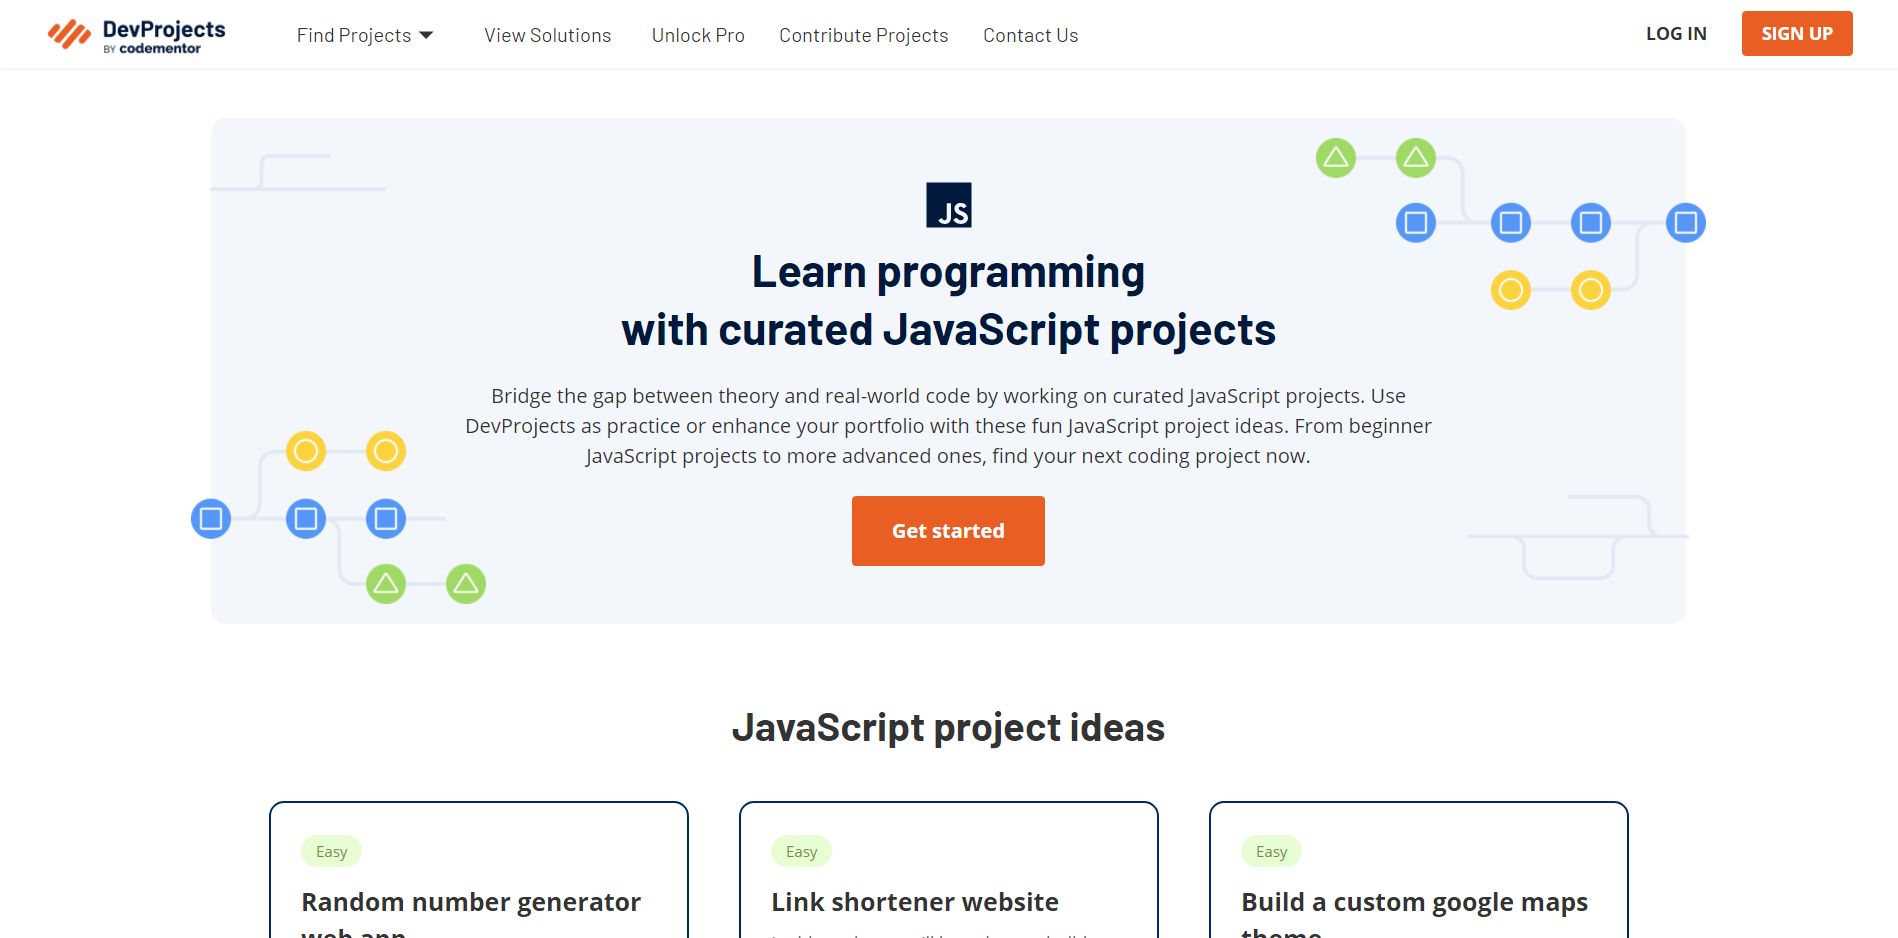 DevProjects
BY codementor
Find Projects
View Solutions
Unlock Pro
Contribute Projects
Contact Us
LOG IN
SIGN UP
JS
Learn programming
with curated JavaScript projects
Bridge the gap between theory and real-world code by working on curated JavaScript projects. Use
DevProjects as practice or enhance your portfolio with these fun JavaScript project ideas. From beginner
JavaScript projects to more advanced ones, find your next coding project now.
Get started
JavaScript project ideas
Easy
Random number generator
web app
Easy
Link shortener website
Easy
Build a custom google maps
theme